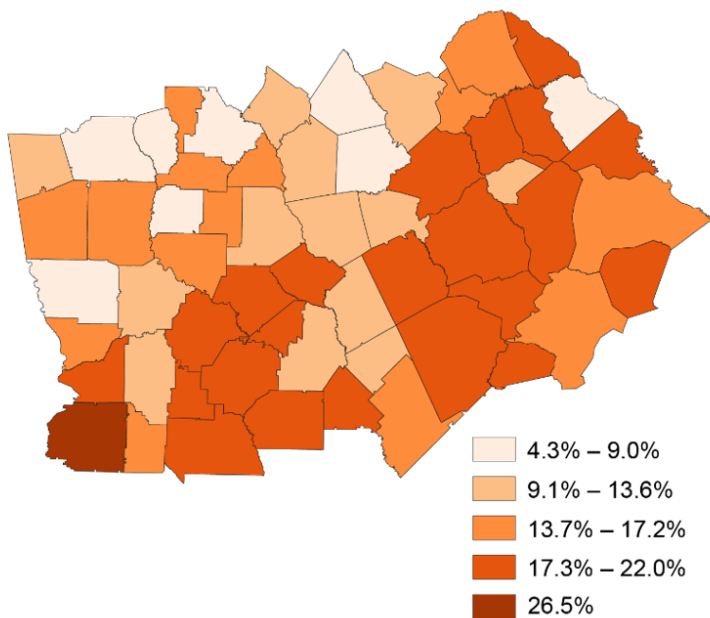 4.3% – 9.0%
9.1% – 13.6%
13.7% – 17.2%
17.3% – 22.0%
26.5%